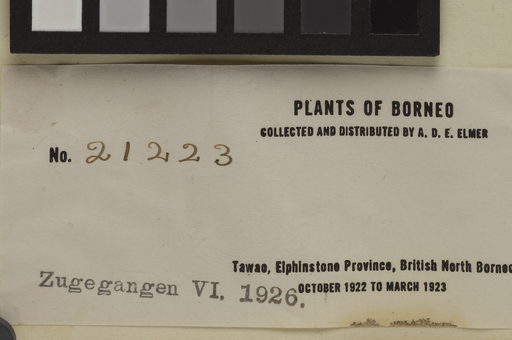 PLANTS OF BORNEO
COLLECTED AND DISTRIBUTED BY A. D. E. ELMER
No. 21223
Tawao, Elphinstone Province, British North Borneo
OCTOBER 1922 TO MARCH 1923
Zugegangen VI. 1926.